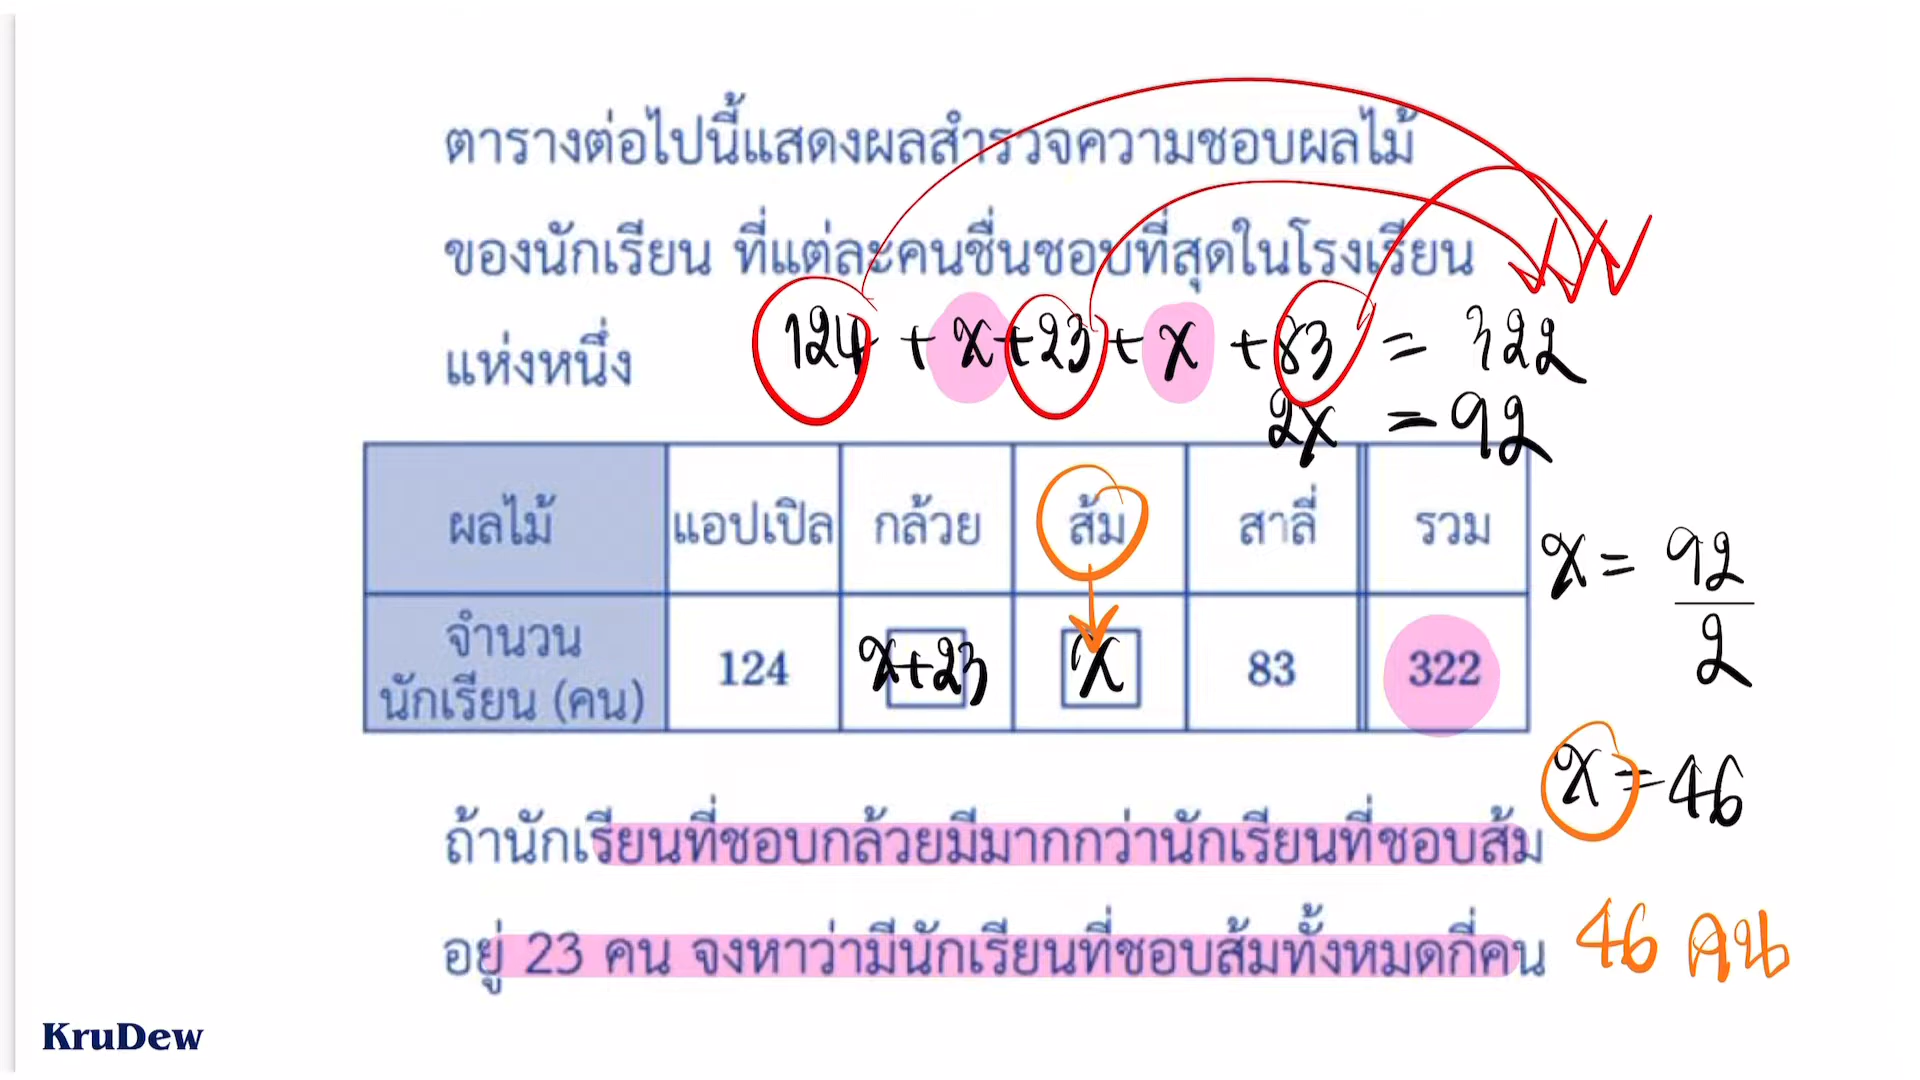 ตารางต่อไปนี้แสดงผลสำรวจความชอบผลไม้
ของนักเรียน ที่แต่ละคนชื่นชอบที่สุดในโรงเรียน
แห่งหนึ่ง
124 + x + 23 + x + 83 = 322
2x = 92
ผลไม้ แอปเปิล กล้วย ส้ม สาลี่ รวม
จำนวน
นักเรียน (คน) 124 x+23 x 83 322
x = 92/2
x = 46
ถ้านักเรียนที่ชอบกล้วยมีมากกว่านักเรียนที่ชอบส้ม
อยู่ 23 คน จงหาว่ามีนักเรียนที่ชอบส้มทั้งหมดกี่คน
46 คน
KruDew